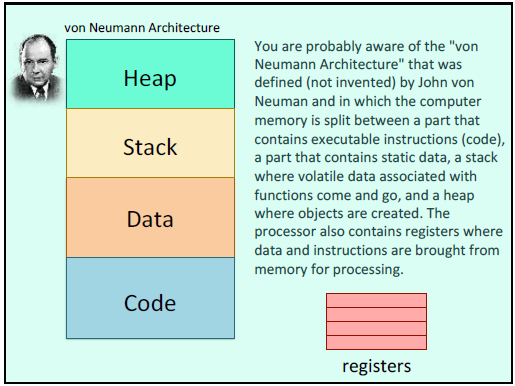 von Neumann Architecture
Heap
Stack
Data
Code
You are probably aware of the "von
Neumann Architecture" that was
defined (not invented) by John von
Neuman and in which the computer
memory is split between a part that
contains executable instructions (code),
a part that contains static data, a stack
where volatile data associated with
functions come and go, and a heap
where objects are created. The
processor also contains registers where
data and instructions are brought from
memory for processing.
registers